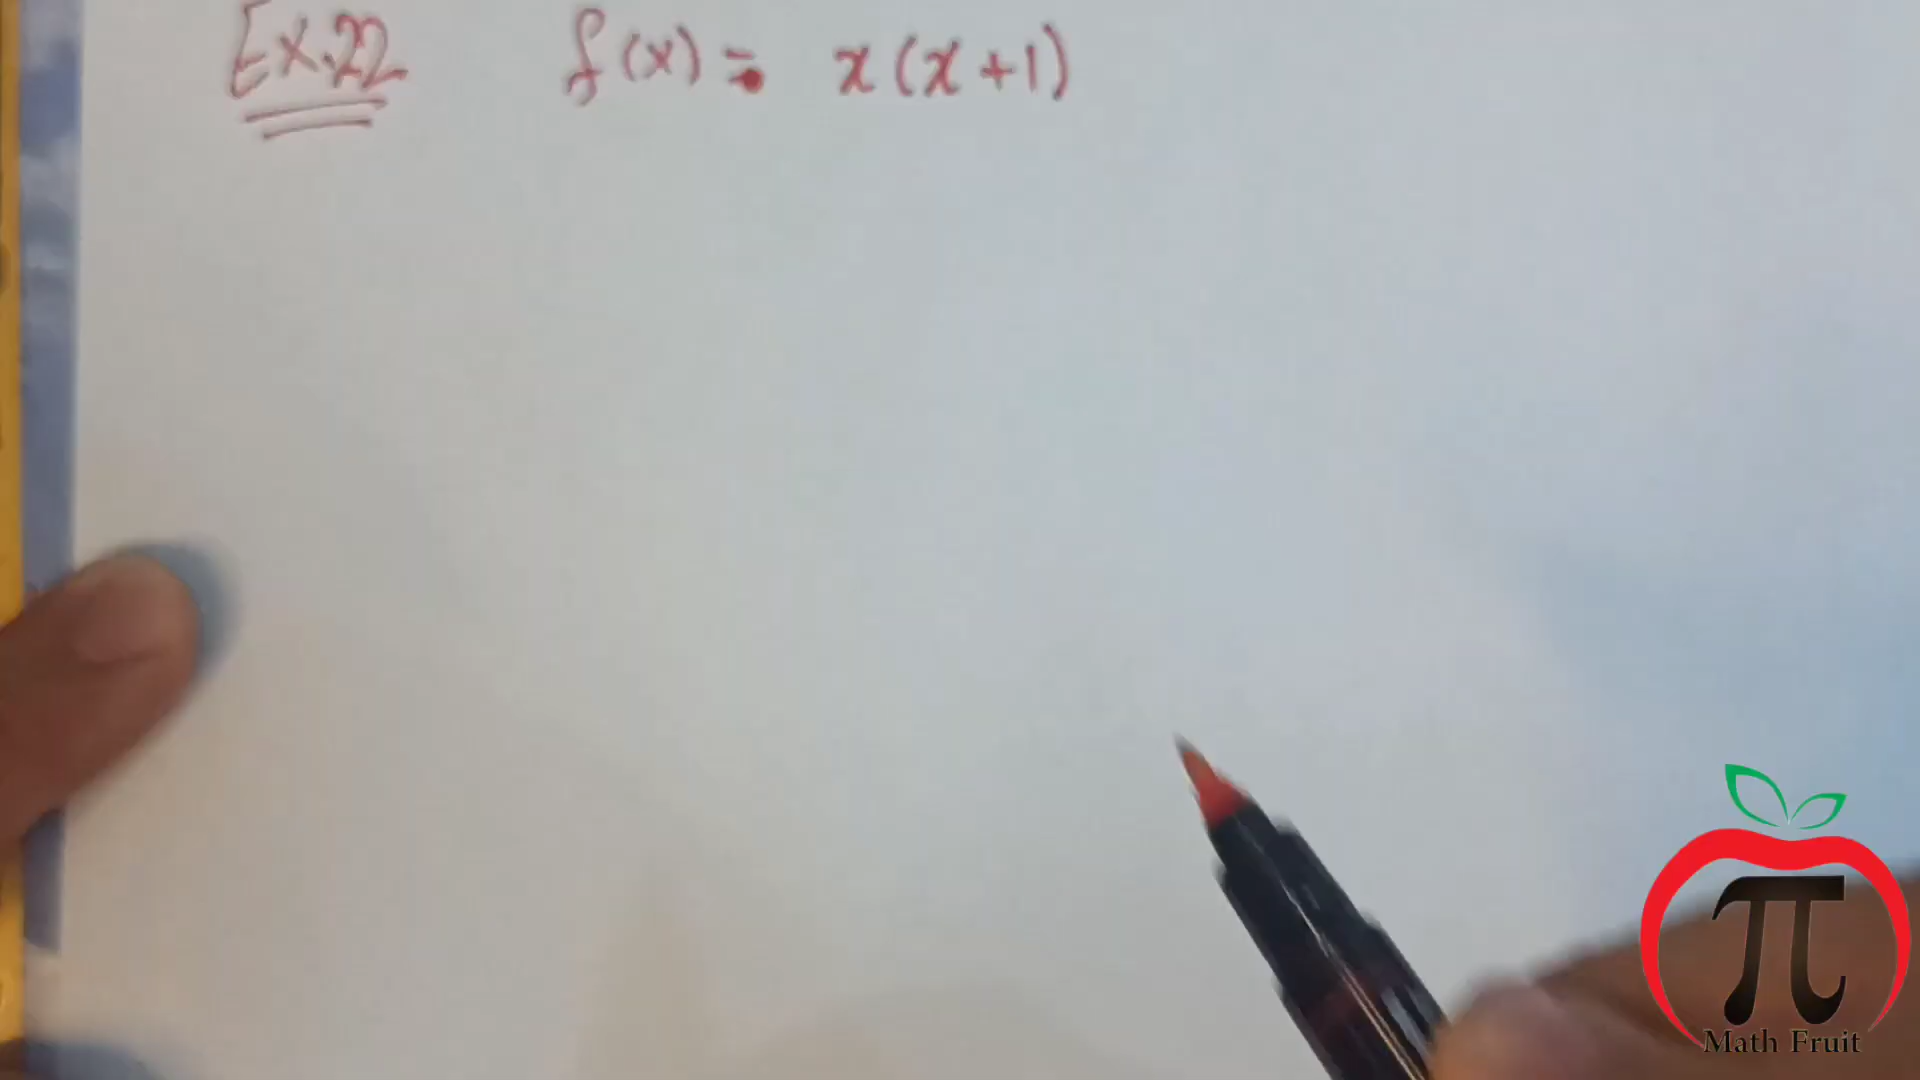 Ex.22 f(x) = x(x+1)
π
Math Fruit